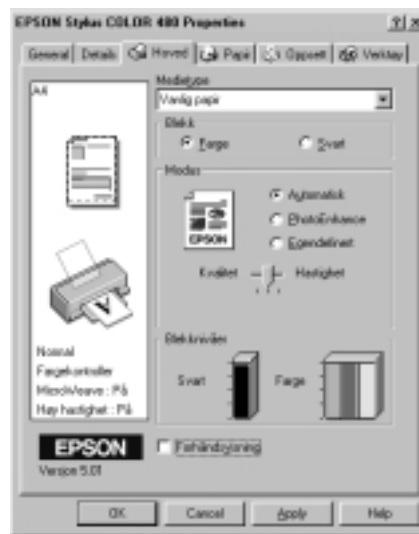 EPSON Stylus COLOR 480 Properties ? x
General Details Hoved Papir Oppsett Verktøy
A4
Medietype
Vanlig papir
Blekk
Farge Svart
Modus
Automatisk
PhotoEnhance
Egendefinert
EPSON
Kvalitet Hastighet
Normal
Fargekontroller
MicroWeave : På
Høy hastighet : På
Blekknivåer
Svart Farge
EPSON
Versjon 5.01
Forhåndsvisning
OK Cancel Apply Help